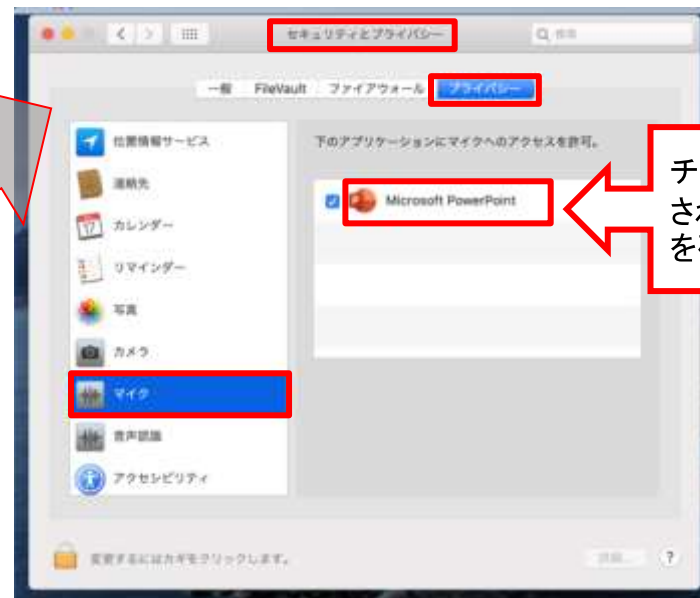 セキュリティとプライバシー
検索
一般 FileVault ファイアウォール プライバシー
位置情報サービス
連絡先
17
カレンダー
リマインダー
写真
カメラ
マイク
音声認識
アクセシビリティ
下のアプリケーションにマイクへのアクセスを許可。
Microsoft PowerPoint
チ
さ
を
変更するにはカギをクリックします。
詳細...
?